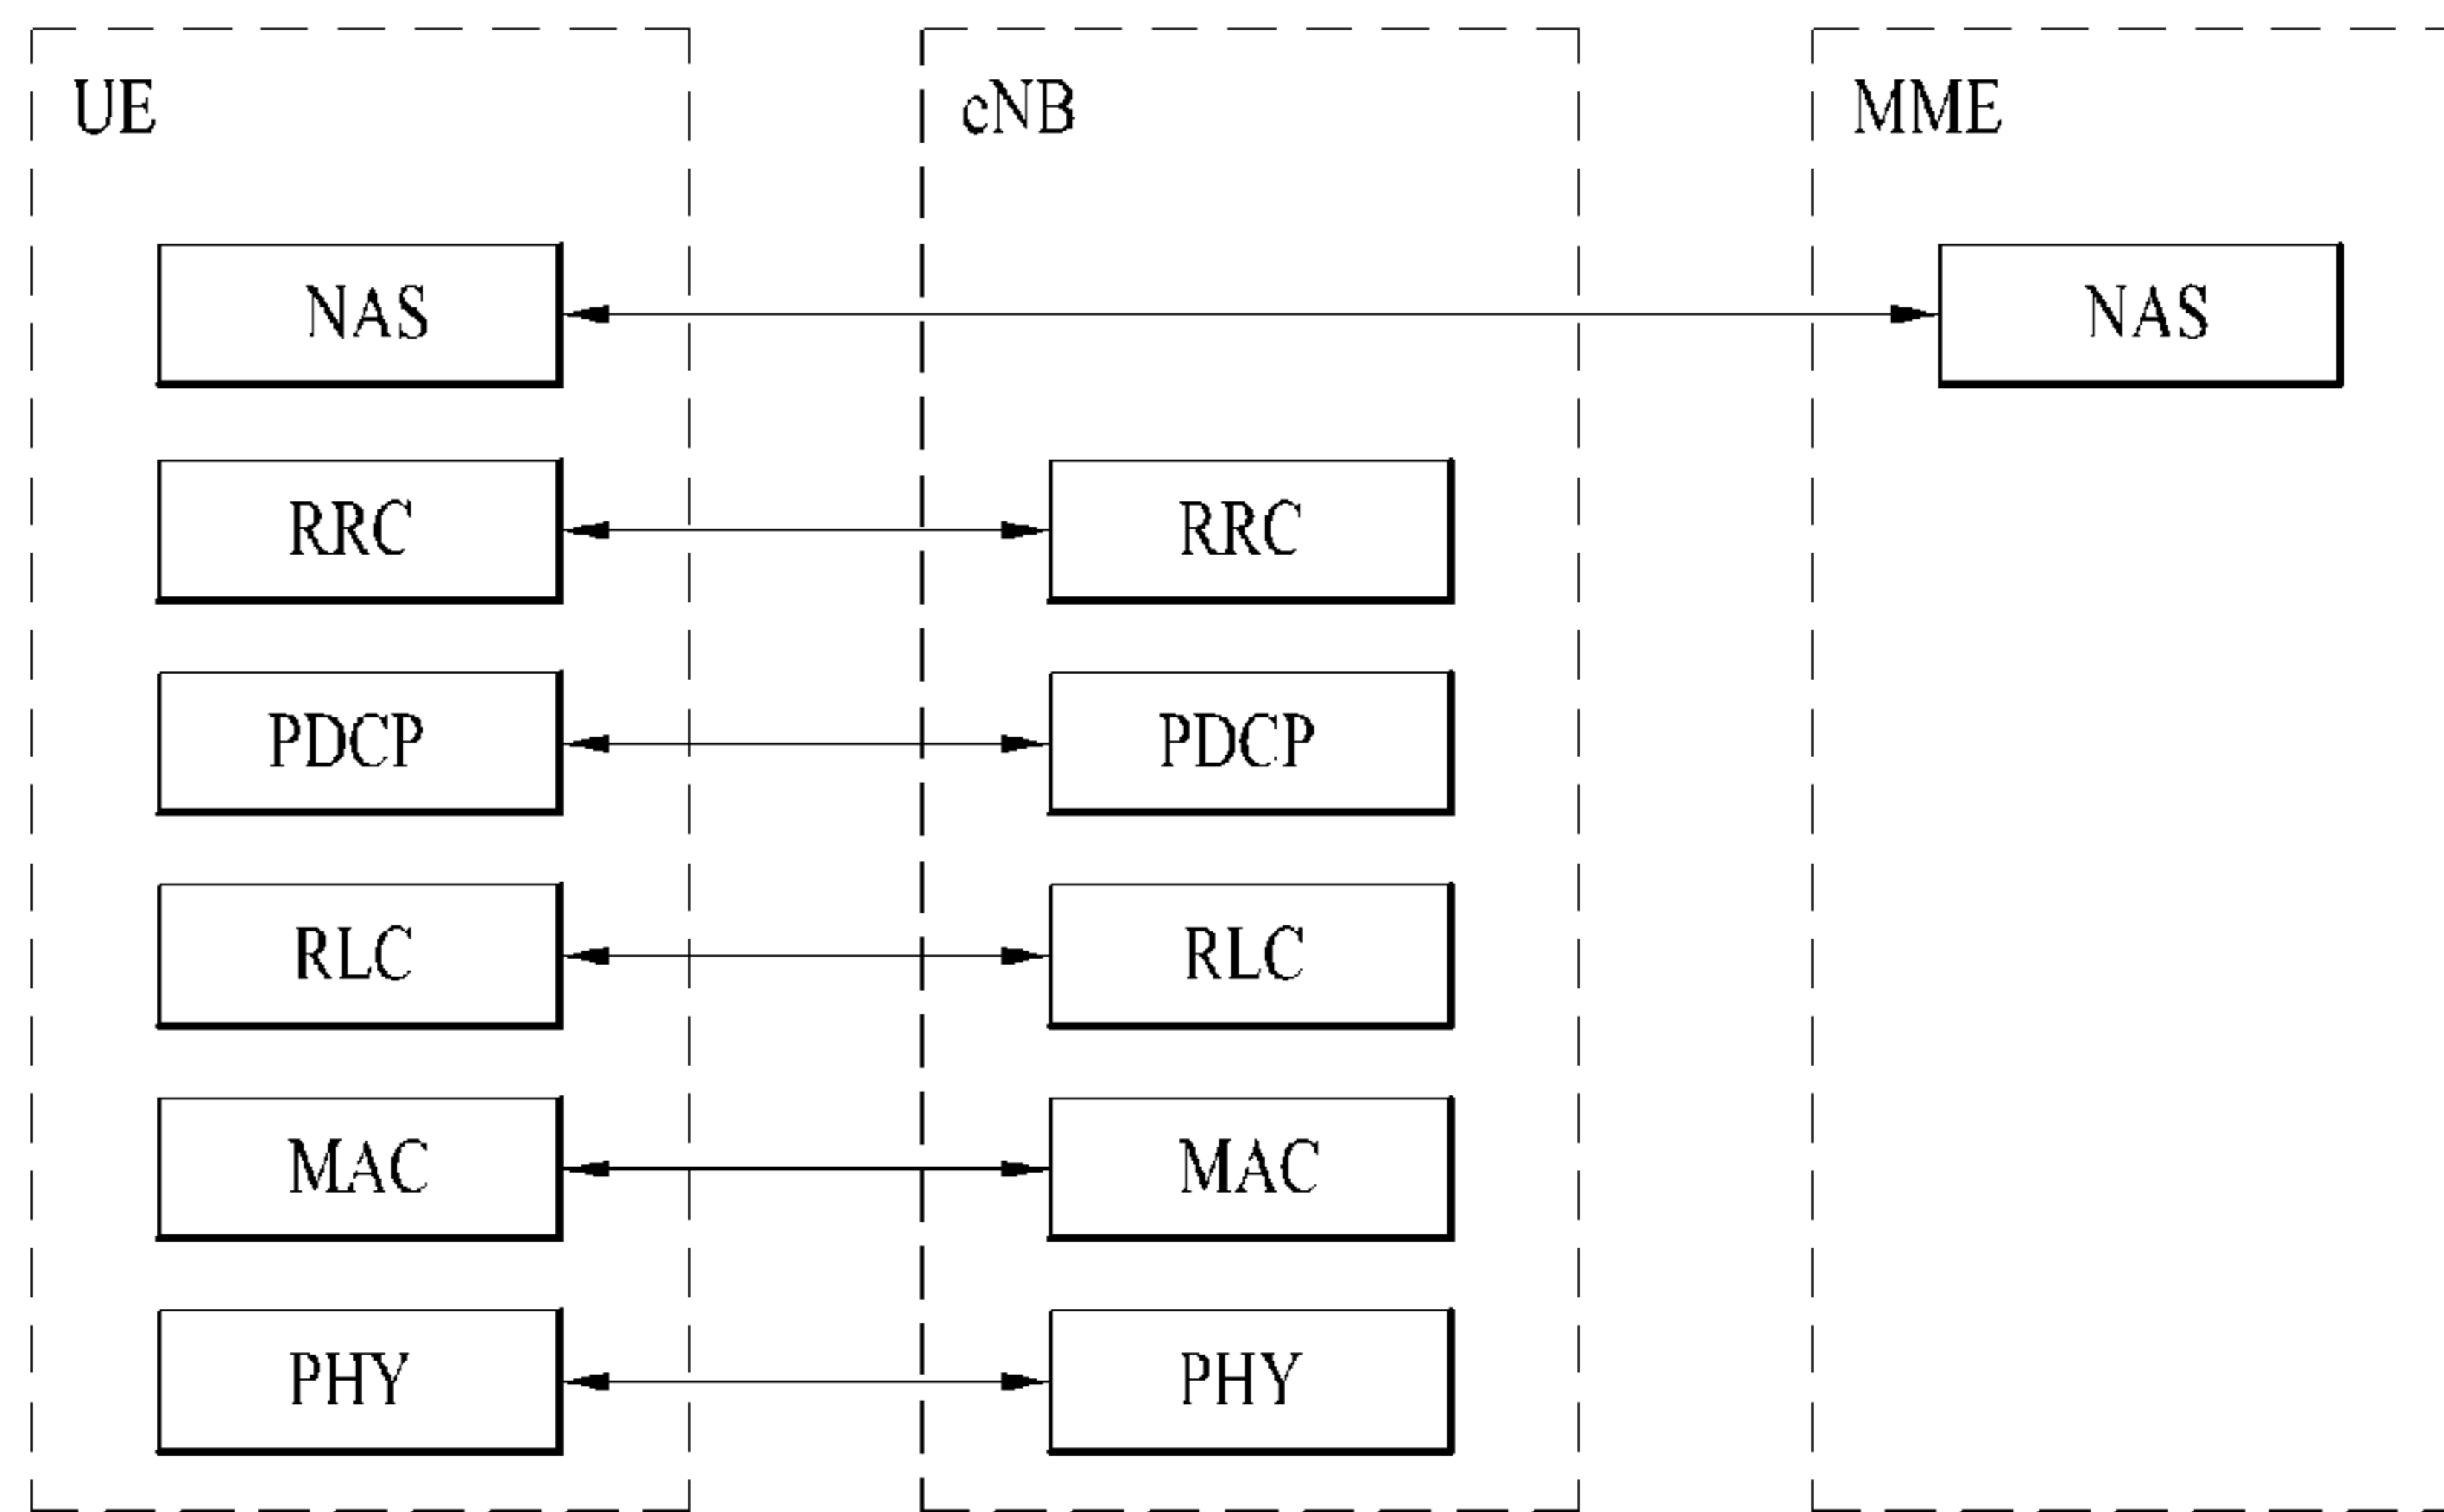 UE
cNB
MME
NAS
NAS
RRC
RRC
PDCP
PDCP
RLC
RLC
MAC
MAC
PHY
PHY